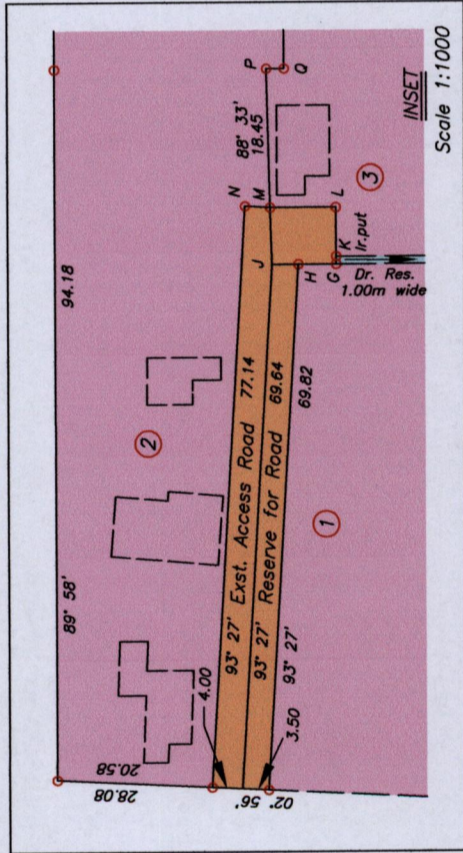 89° 58'
94.18
20.58
28.08
02° 56'
4.00
3.50
93° 27' Exst. Access Road 77.14
93° 27' Reserve for Road 69.64
93° 27'
69.82
88° 33'
18.45
P
Q
N
M
L
J
K
H
G
Ir.put
Dr. Res.
1.00m wide
1
2
3
INSET
Scale 1:1000